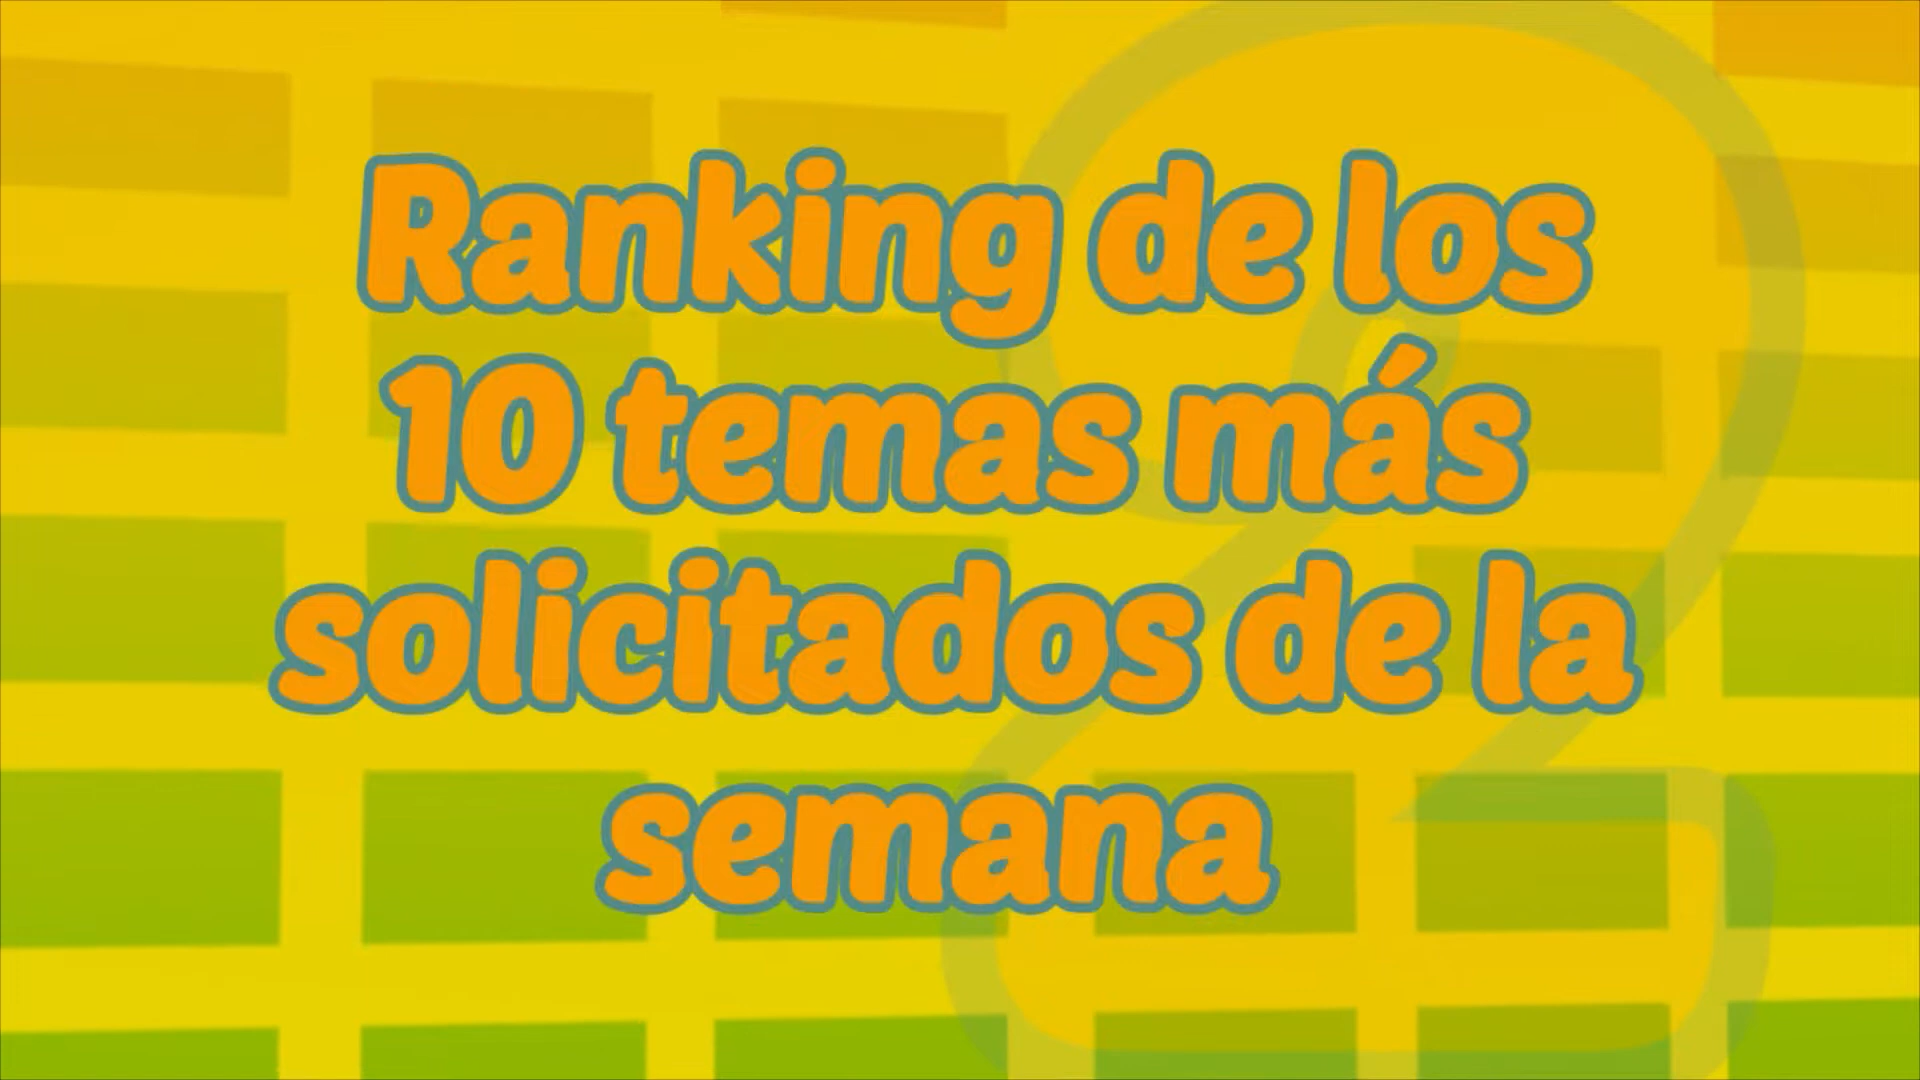 Ranking de los
10 temas más
solicitados de la
semana